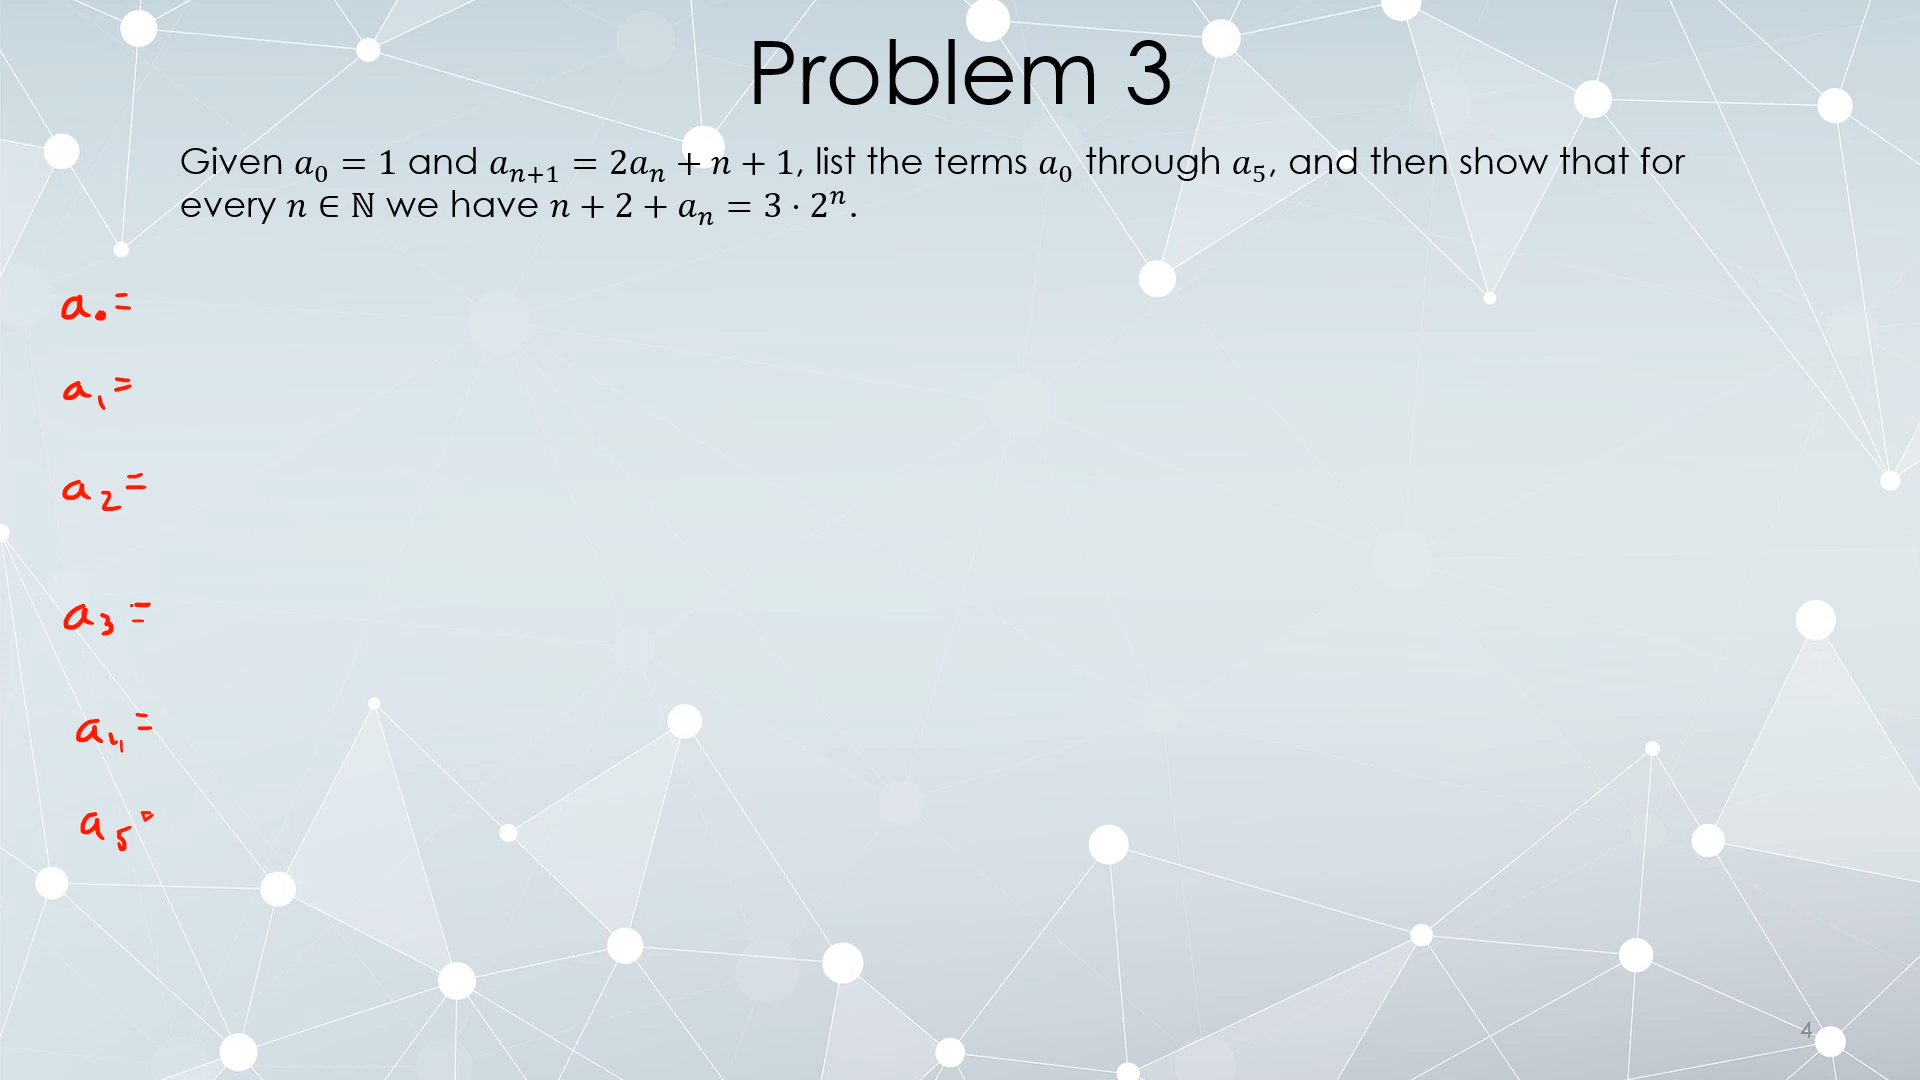 Problem 3
Given a₀ = 1 and aₙ₊₁ = 2aₙ + n + 1, list the terms a₀ through a₅, and then show that for
every n ∈ ℕ we have n + 2 + aₙ = 3 · 2ⁿ.
a₀ =
a₁ =
a₂ =
a₃ =
a₄ =
a₅ =
4